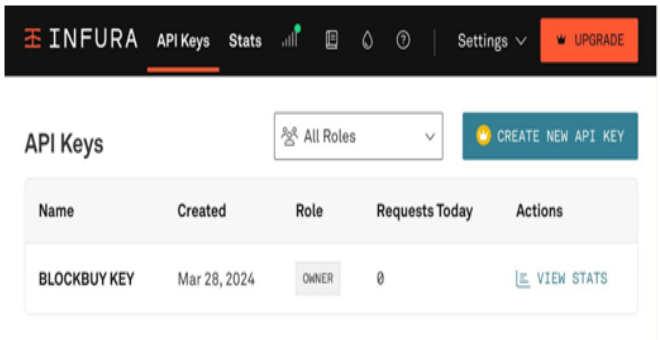 INFURA API Keys Stats Settings UPGRADE
API Keys All Roles CREATE NEW API KEY
Name Created Role Requests Today Actions
BLOCKBUY KEY Mar 28, 2024 OWNER 0 VIEW STATS